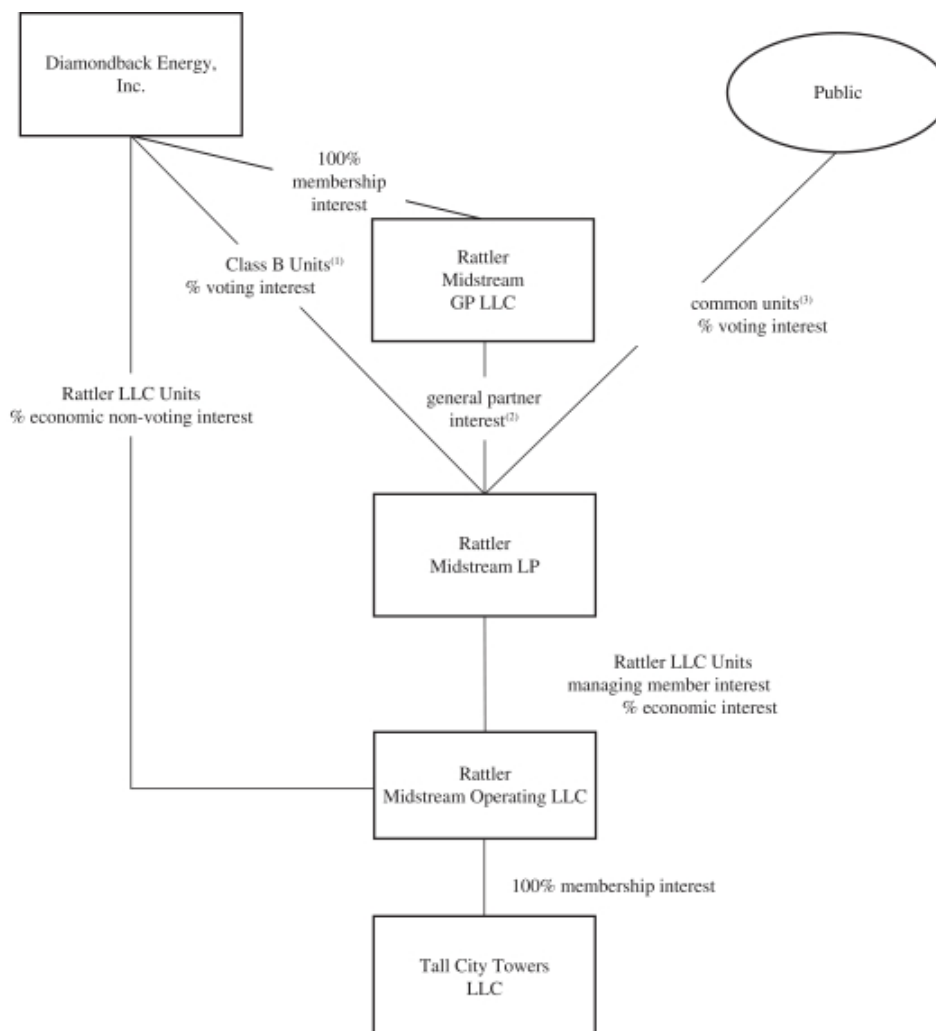 Diamondback Energy,
Inc.
Public
100%
membership
interest
Class B Units(1)
% voting interest
Rattler
Midstream
GP LLC
common units(3)
% voting interest
Rattler LLC Units
% economic non-voting interest
general partner
interest(2)
Rattler
Midstream LP
Rattler LLC Units
managing member interest
% economic interest
Rattler
Midstream Operating LLC
100% membership interest
Tall City Towers
LLC